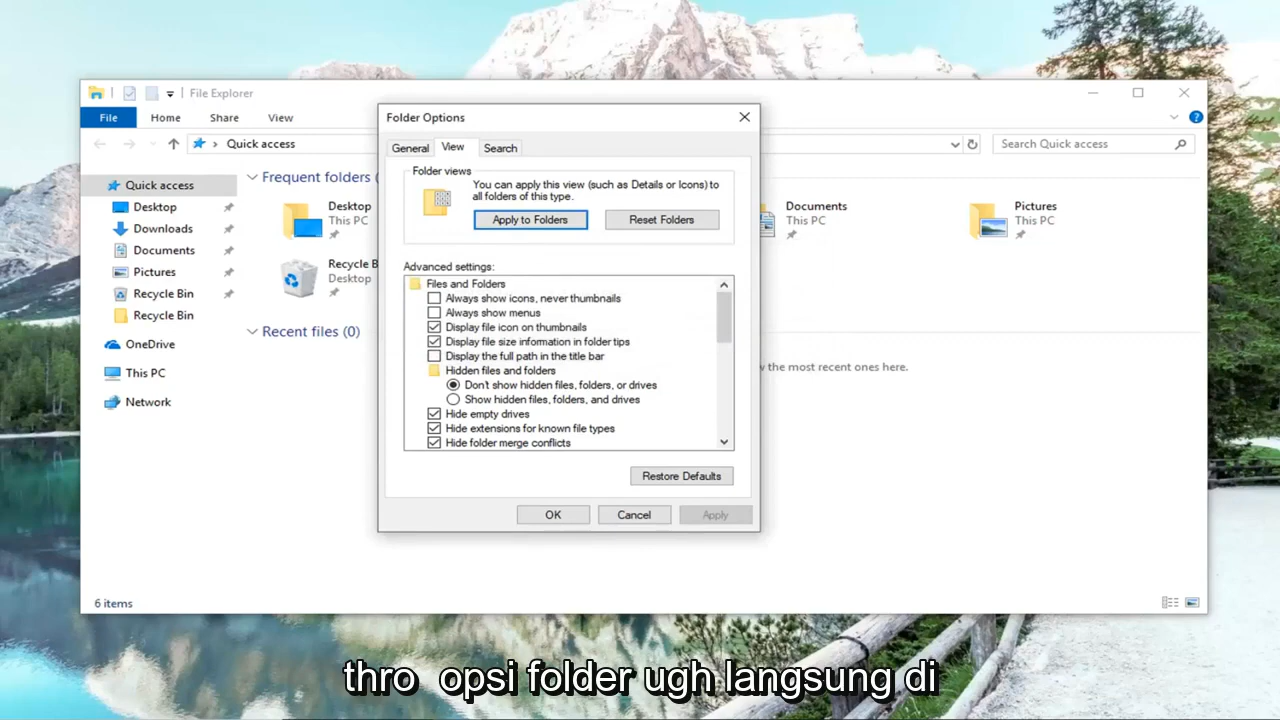 File Explorer
File
Home
Share
View
Quick access
Search Quick access
Quick access
Desktop
Downloads
Documents
Pictures
Recycle Bin
Recycle Bin
OneDrive
This PC
Network
Frequent folders (
Desktop
This PC
Recycle B
Desktop
Documents
This PC
Pictures
This PC
Recent files (0)
w the most recent ones here.
6 items
Folder Options
General
View
Search
Folder views
You can apply this view (such as Details or Icons) to
all folders of this type.
Apply to Folders
Reset Folders
Advanced settings:
Files and Folders
Always show icons, never thumbnails
Always show menus
Display file icon on thumbnails
Display file size information in folder tips
Display the full path in the title bar
Hidden files and folders
Don't show hidden files, folders, or drives
Show hidden files, folders, and drives
Hide empty drives
Hide extensions for known file types
Hide folder merge conflicts
Restore Defaults
OK
Cancel
Apply
thro opsi folder ugh langsung di